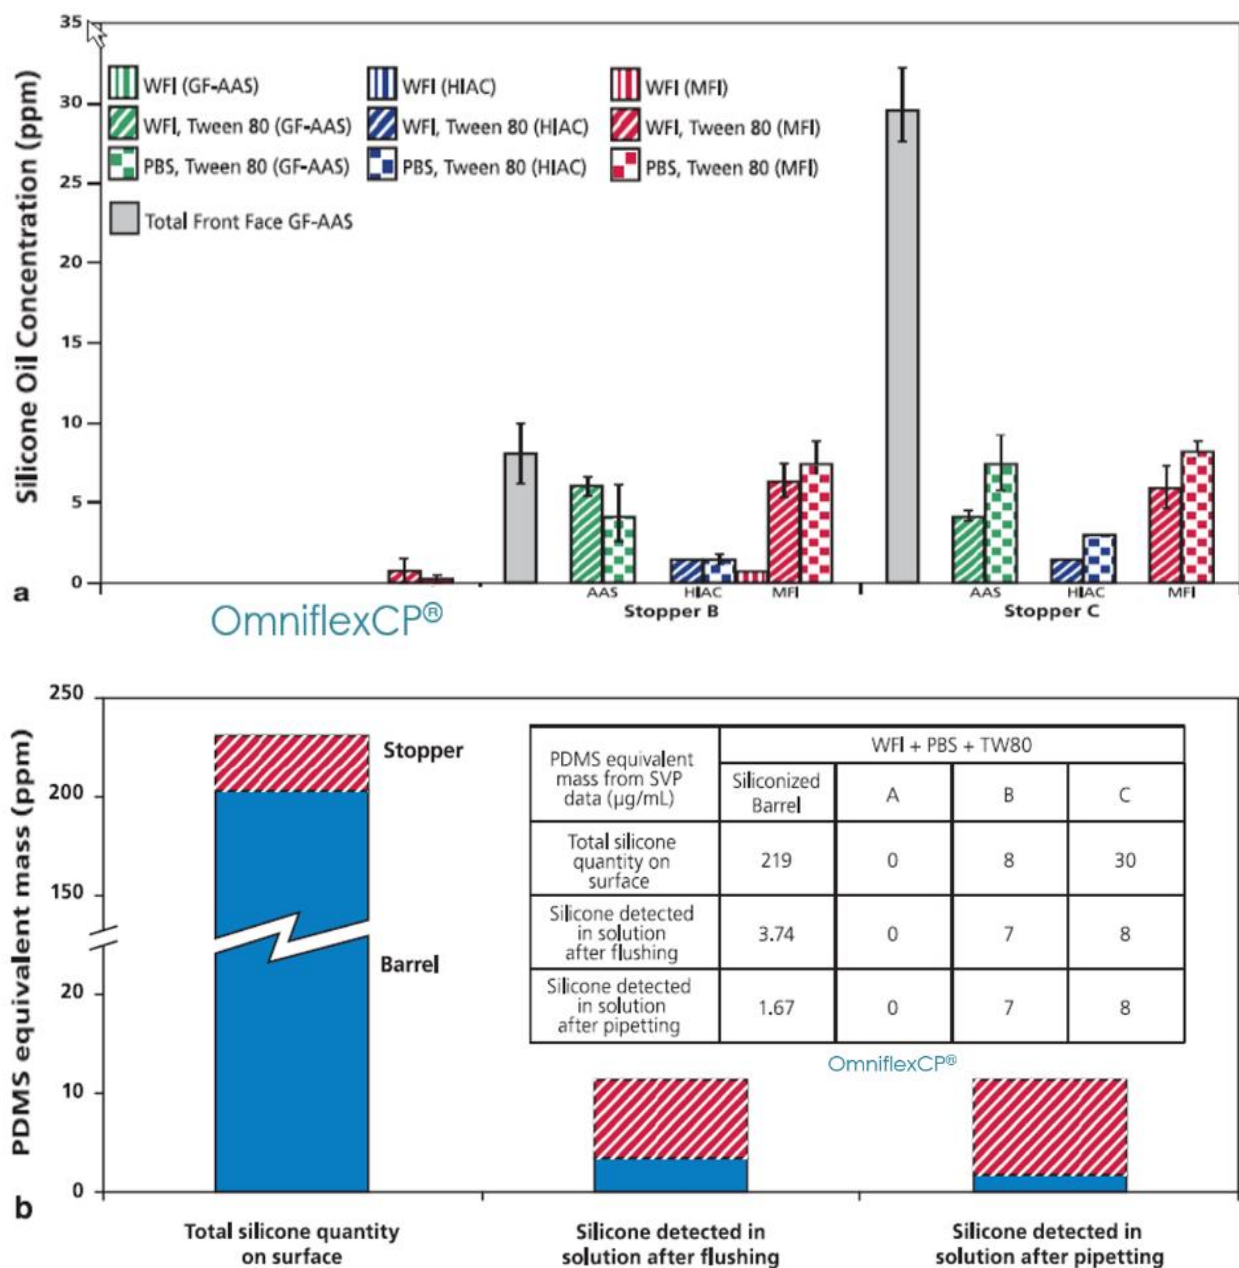 35
30
25
20
15
10
5
0
Silicone Oil Concentration (ppm)
WFI (GF-AAS)
WFI (HIAC)
WFI (MFI)
WFI, Tween 80 (GF-AAS)
WFI, Tween 80 (HIAC)
WFI, Tween 80 (MFI)
PBS, Tween 80 (GF-AAS)
PBS, Tween 80 (HIAC)
PBS, Tween 80 (MFI)
Total Front Face GF-AAS
a
OmniflexCP®
AAS
HIAC
MFI
Stopper B
AAS
HIAC
MFI
Stopper C
250
200
150
20
10
0
PDMS equivalent mass (ppm)
Stopper
Barrel
PDMS equivalent
mass from SVP
data (µg/mL)
WFI + PBS + TW80
Siliconized
Barrel
A
B
C
Total silicone
quantity on
surface
219
0
8
30
Silicone detected
in solution
after flushing
3.74
0
7
8
Silicone detected
in solution
after pipetting
1.67
0
7
8
OmniflexCP®
b
Total silicone quantity
on surface
Silicone detected in
solution after flushing
Silicone detected in
solution after pipetting